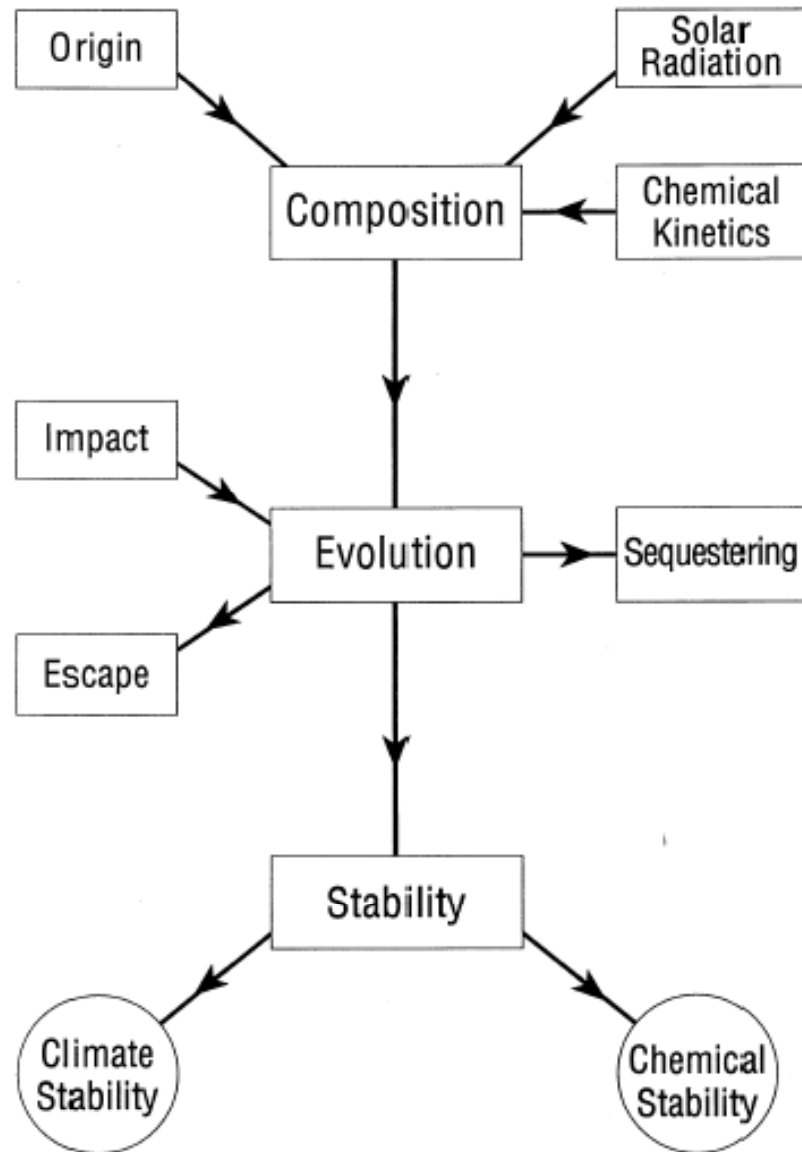 Origin
Solar
Radiation
Composition
Chemical
Kinetics
Impact
Evolution
Sequestering
Escape
Stability
Climate
Stability
Chemical
Stability